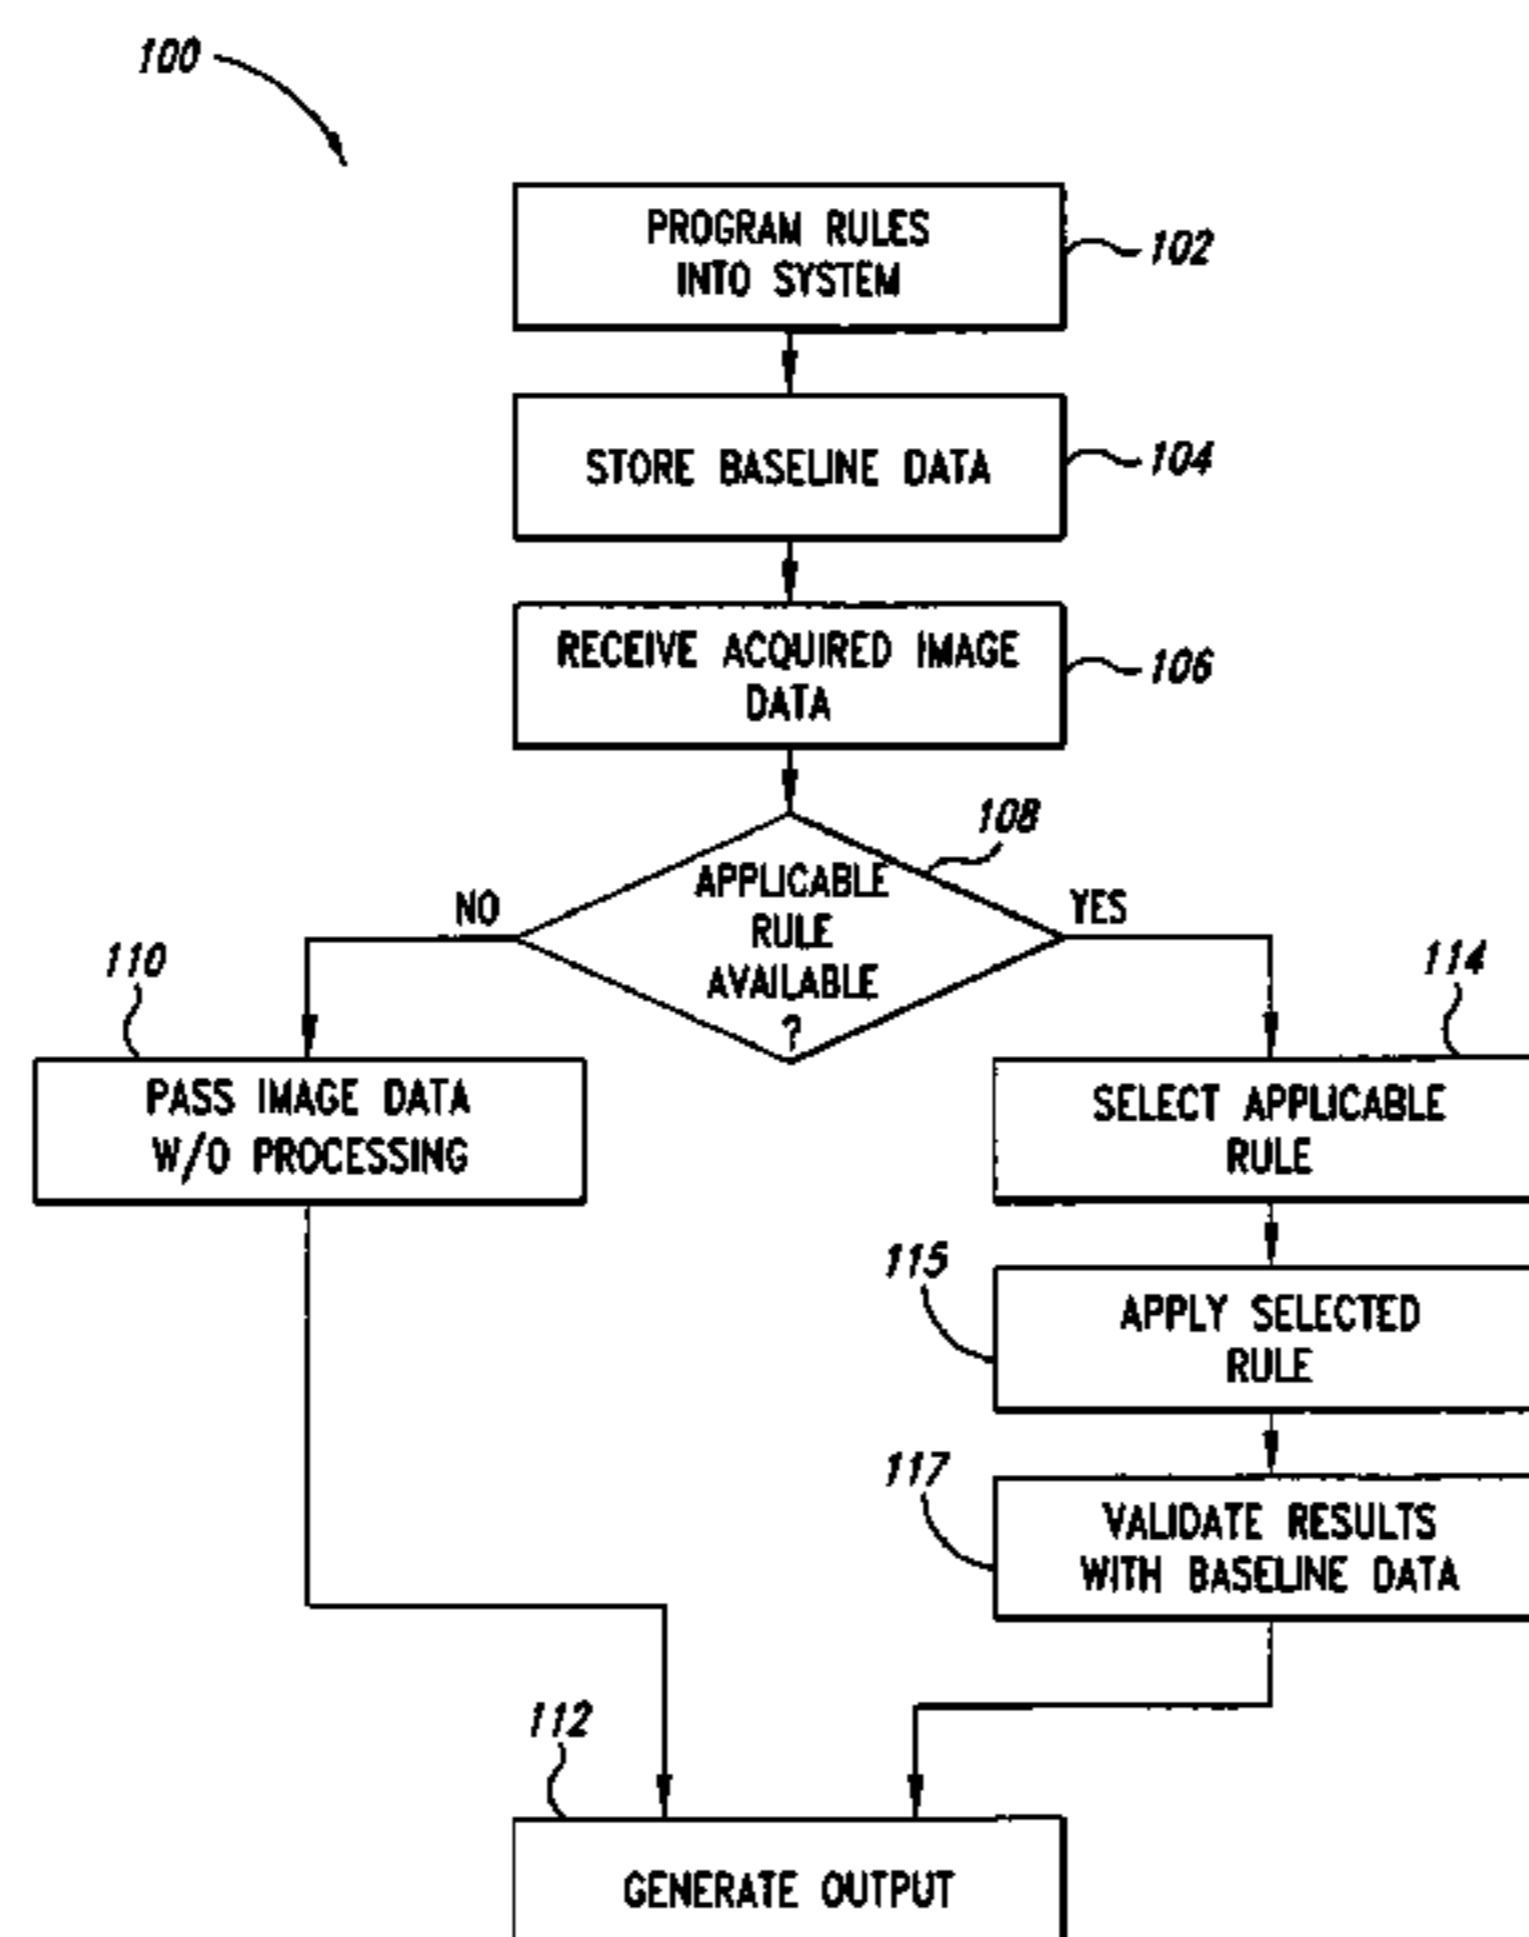 100
PROGRAM RULES
INTO SYSTEM
102
STORE BASELINE DATA
104
RECEIVE ACQUIRED IMAGE
DATA
106
108
APPLICABLE
RULE
AVAILABLE
?
NO
YES
110
PASS IMAGE DATA
W/O PROCESSING
114
SELECT APPLICABLE
RULE
115
APPLY SELECTED
RULE
117
VALIDATE RESULTS
WITH BASELINE DATA
112
GENERATE OUTPUT